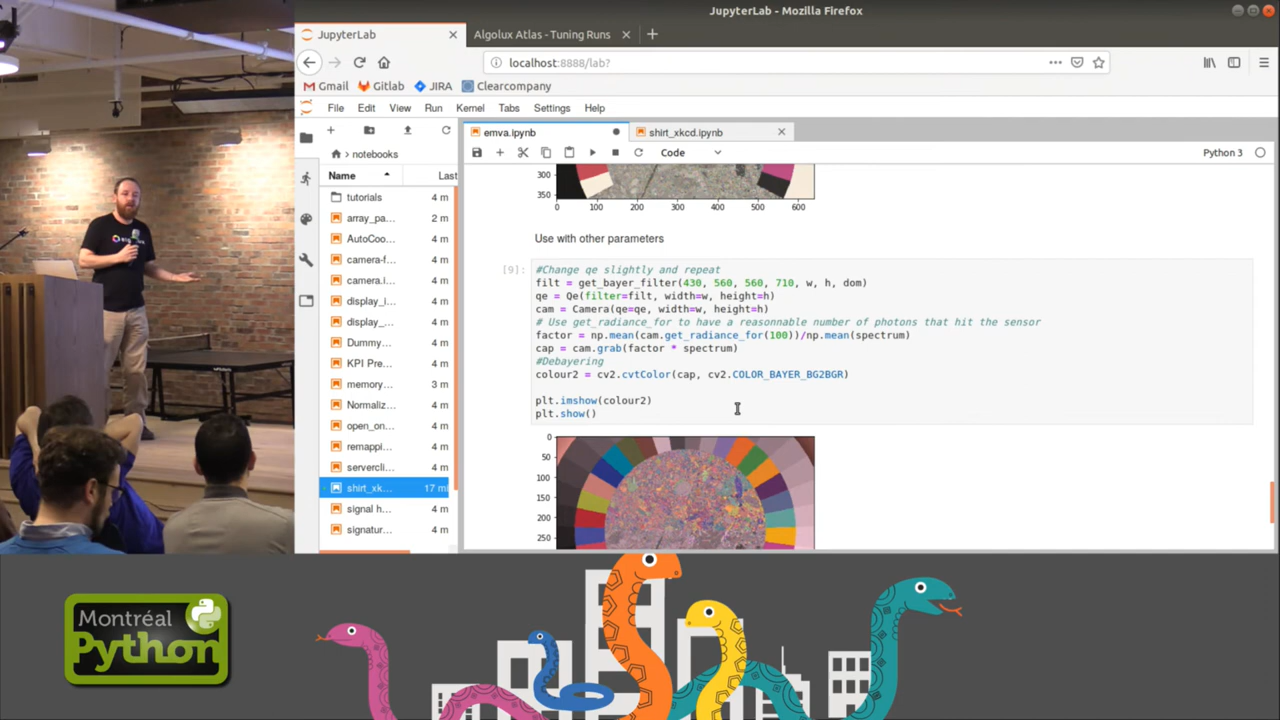 JupyterLab - Mozilla Firefox
JupyterLab
Algolux Atlas - Tuning Runs
localhost:8888/lab?
Gmail
Gitlab
JIRA
Clearcompany
File
Edit
View
Run
Kernel
Tabs
Settings
Help
emva.ipynb
shirt_xkcd.ipynb
Code
Python 3
notebooks
Name
Last
tutorials
4 m
array_pa...
2 m
AutoCoo...
4 m
camera-f...
4 m
camera.i...
4 m
display_i...
4 m
display_...
4 m
Dummy...
4 m
KPI Pre...
4 m
memory...
3 m
Normaliz...
4 m
open_on...
4 m
remappi...
4 m
servercli...
4 m
shirt_xk...
17 mi
signal h...
4 m
signatur...
4 m
300
350
0 100 200 300 400 500 600
Use with other parameters
[9]:
#Change qe slightly and repeat
filt = get_bayer_filter(430, 560, 560, 710, w, h, dom)
qe = Qe(filter=filt, width=w, height=h)
cam = Camera(qe=qe, width=w, height=h)
# Use get_radiance_for to have a reasonnable number of photons that hit the sensor
factor = np.mean(cam.get_radiance_for(100))/np.mean(spectrum)
cap = cam.grab(factor * spectrum)
#Debayering
colour2 = cv2.cvtColor(cap, cv2.COLOR_BAYER_BG2BGR)
plt.imshow(colour2)
plt.show()
0
50
100
150
200
250
Montréal
Python